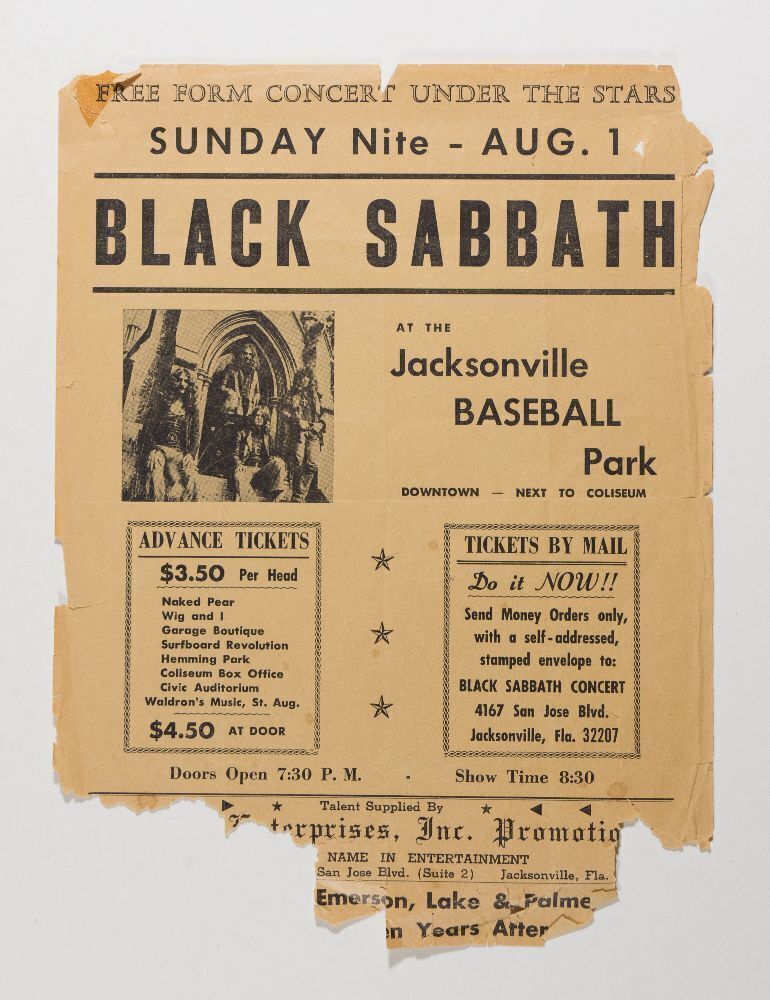 FREE FORM CONCERT UNDER THE STARS
SUNDAY Nite - AUG. 1
BLACK SABBATH
AT THE
Jacksonville
BASEBALL
Park
DOWNTOWN — NEXT TO COLISEUM
ADVANCE TICKETS
$3.50 Per Head
Naked Pear
Wig and I
Garage Boutique
Surfboard Revolution
Hemming Park
Coliseum Box Office
Civic Auditorium
Waldron's Music, St. Aug.
$4.50 AT DOOR
TICKETS BY MAIL
Do it NOW!!
Send Money Orders only,
with a self-addressed,
stamped envelope to:
BLACK SABBATH CONCERT
4167 San Jose Blvd.
Jacksonville, Fla. 32207
Doors Open 7:30 P. M. - Show Time 8:30
Talent Supplied By
terprises, Inc. Promotio
NAME IN ENTERTAINMENT
San Jose Blvd. (Suite 2) Jacksonville, Fla.
Emerson, Lake & Palme
en Years After